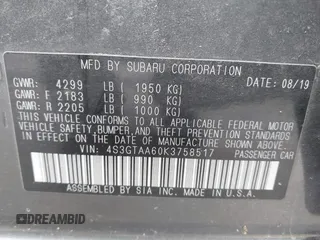 MFD BY SUBARU CORPORATION
GVWR: 4299 LB ( 1950 KG) DATE: 08/19
GAWR: F 2183 LB ( 990 KG)
GAWR: R 2205 LB ( 1000 KG)
THIS VEHICLE CONFORMS TO ALL APPLICABLE FEDERAL MOTOR
VEHICLE SAFETY, BUMPER, AND THEFT PREVENTION STANDARDS
IN EFFECT ON THE DATE OF MANUFACTURE SHOWN ABOVE.
VIN: 4S3GTAA60K3758517 PASSENGER CAR
ASSEMBLED BY SIA INC. MADE IN U.S.A.